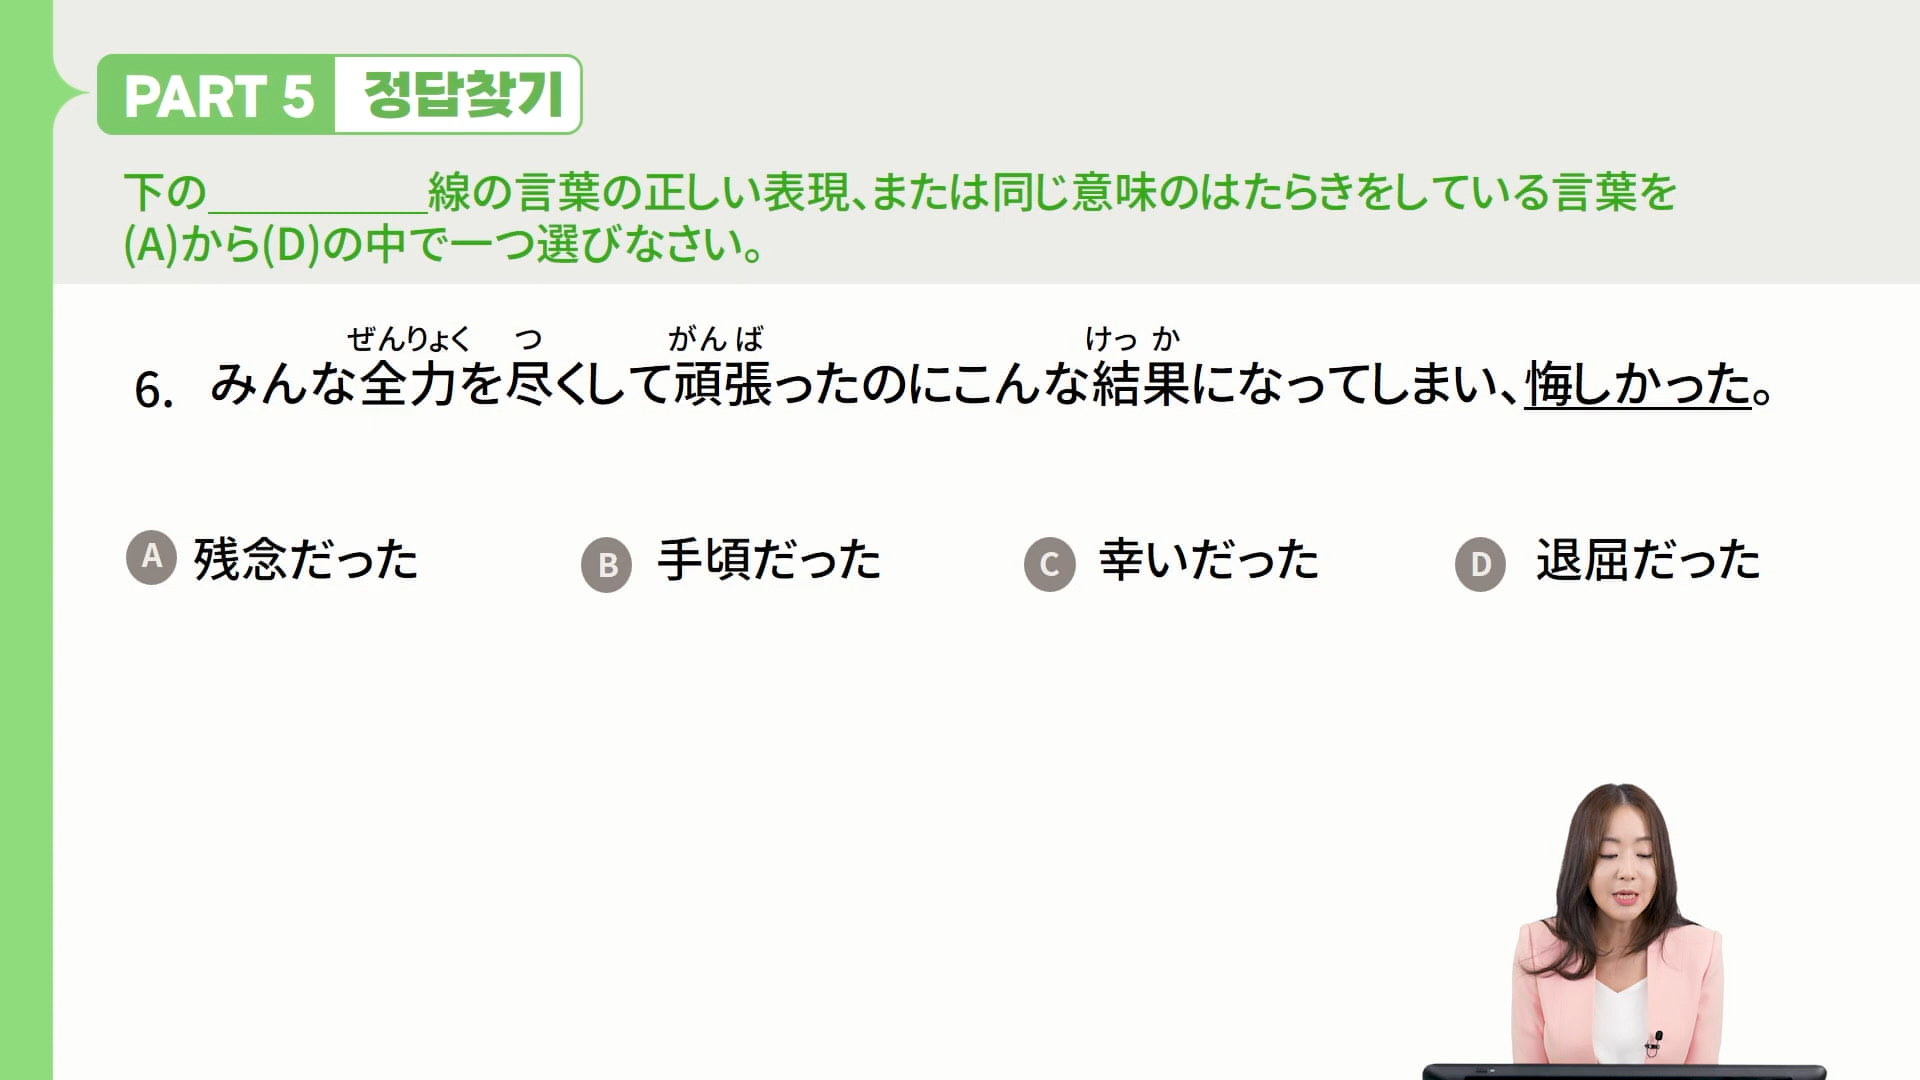 PART 5 정답찾기
下の__________線の言葉の正しい表現、または同じ意味のはたらきをしている言葉を
(A)から(D)の中で一つ選びなさい。
ぜんりょく つ がん ば けっ か
6. みんな全力を尽くして頑張ったのにこんな結果になってしまい、悔しかった。
A 残念だった B 手頃だった C 幸いだった D 退屈だった